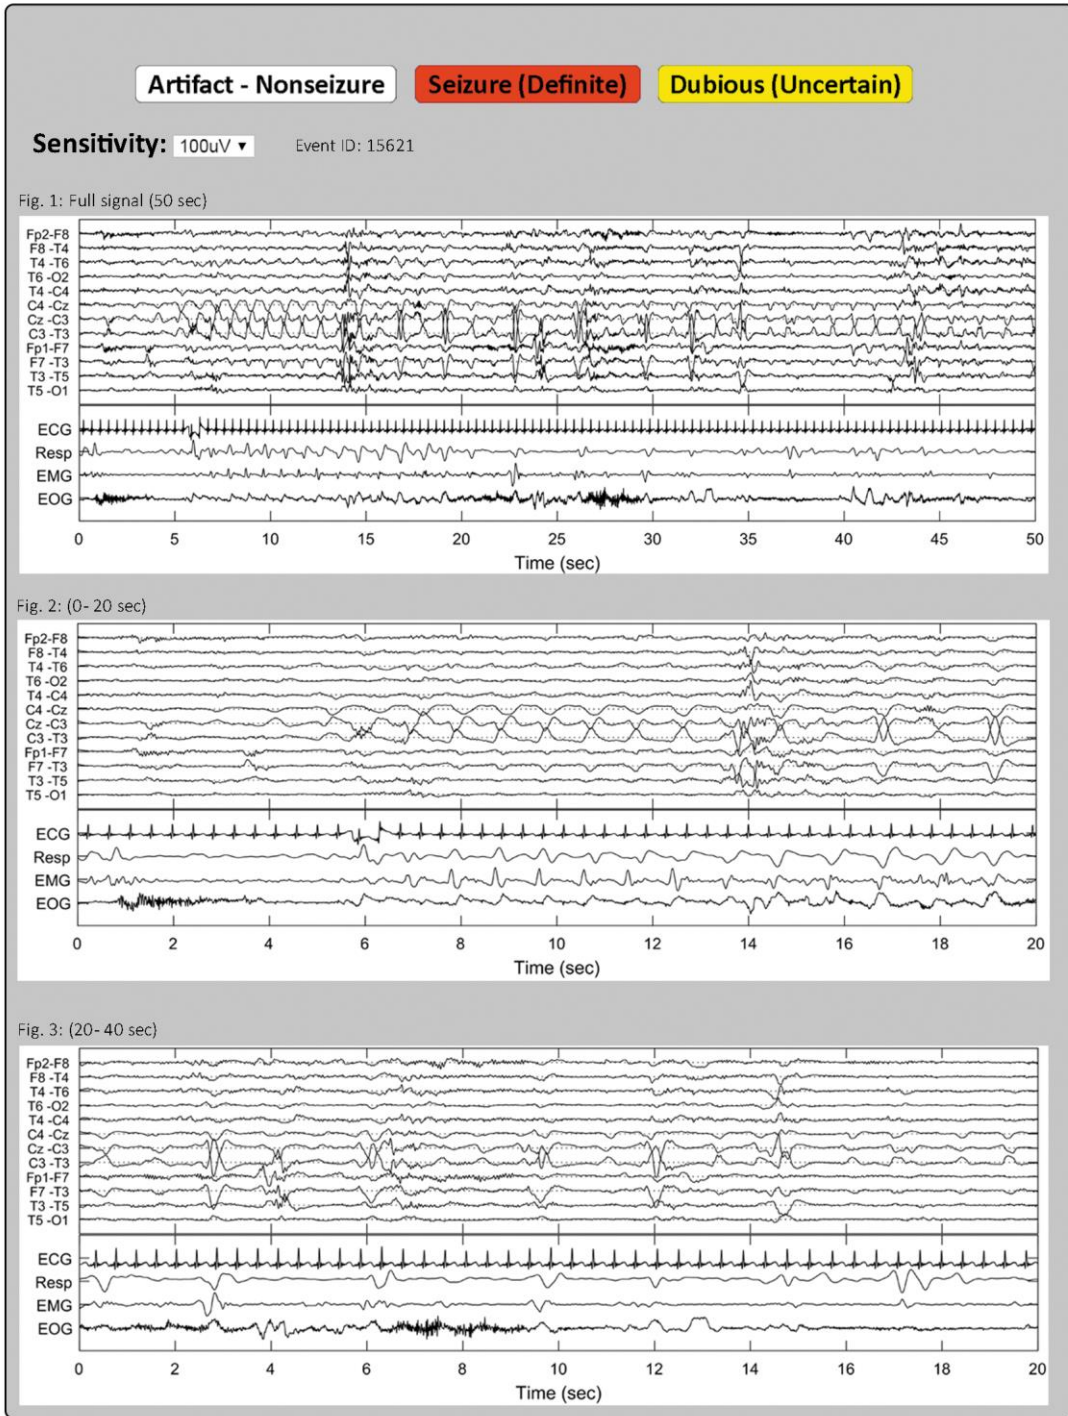 Artifact - Nonseizure
Seizure (Definite)
Dubious (Uncertain)
Sensitivity: 100uV ▾ Event ID: 15621
Fig. 1: Full signal (50 sec)
Fp2-F8
F8 -T4
T4 -T6
T6 -O2
T4 -C4
C4 -Cz
Cz -C3
C3 -T3
Fp1-F7
F7 -T3
T3 -T5
T5 -O1
ECG
Resp
EMG
EOG
0 5 10 15 20 25 30 35 40 45 50
Time (sec)
Fig. 2: (0- 20 sec)
Fp2-F8
F8 -T4
T4 -T6
T6 -O2
T4 -C4
C4 -Cz
Cz -C3
C3 -T3
Fp1-F7
F7 -T3
T3 -T5
T5 -O1
ECG
Resp
EMG
EOG
0 2 4 6 8 10 12 14 16 18 20
Time (sec)
Fig. 3: (20- 40 sec)
Fp2-F8
F8 -T4
T4 -T6
T6 -O2
T4 -C4
C4 -Cz
Cz -C3
C3 -T3
Fp1-F7
F7 -T3
T3 -T5
T5 -O1
ECG
Resp
EMG
EOG
0 2 4 6 8 10 12 14 16 18 20
Time (sec)